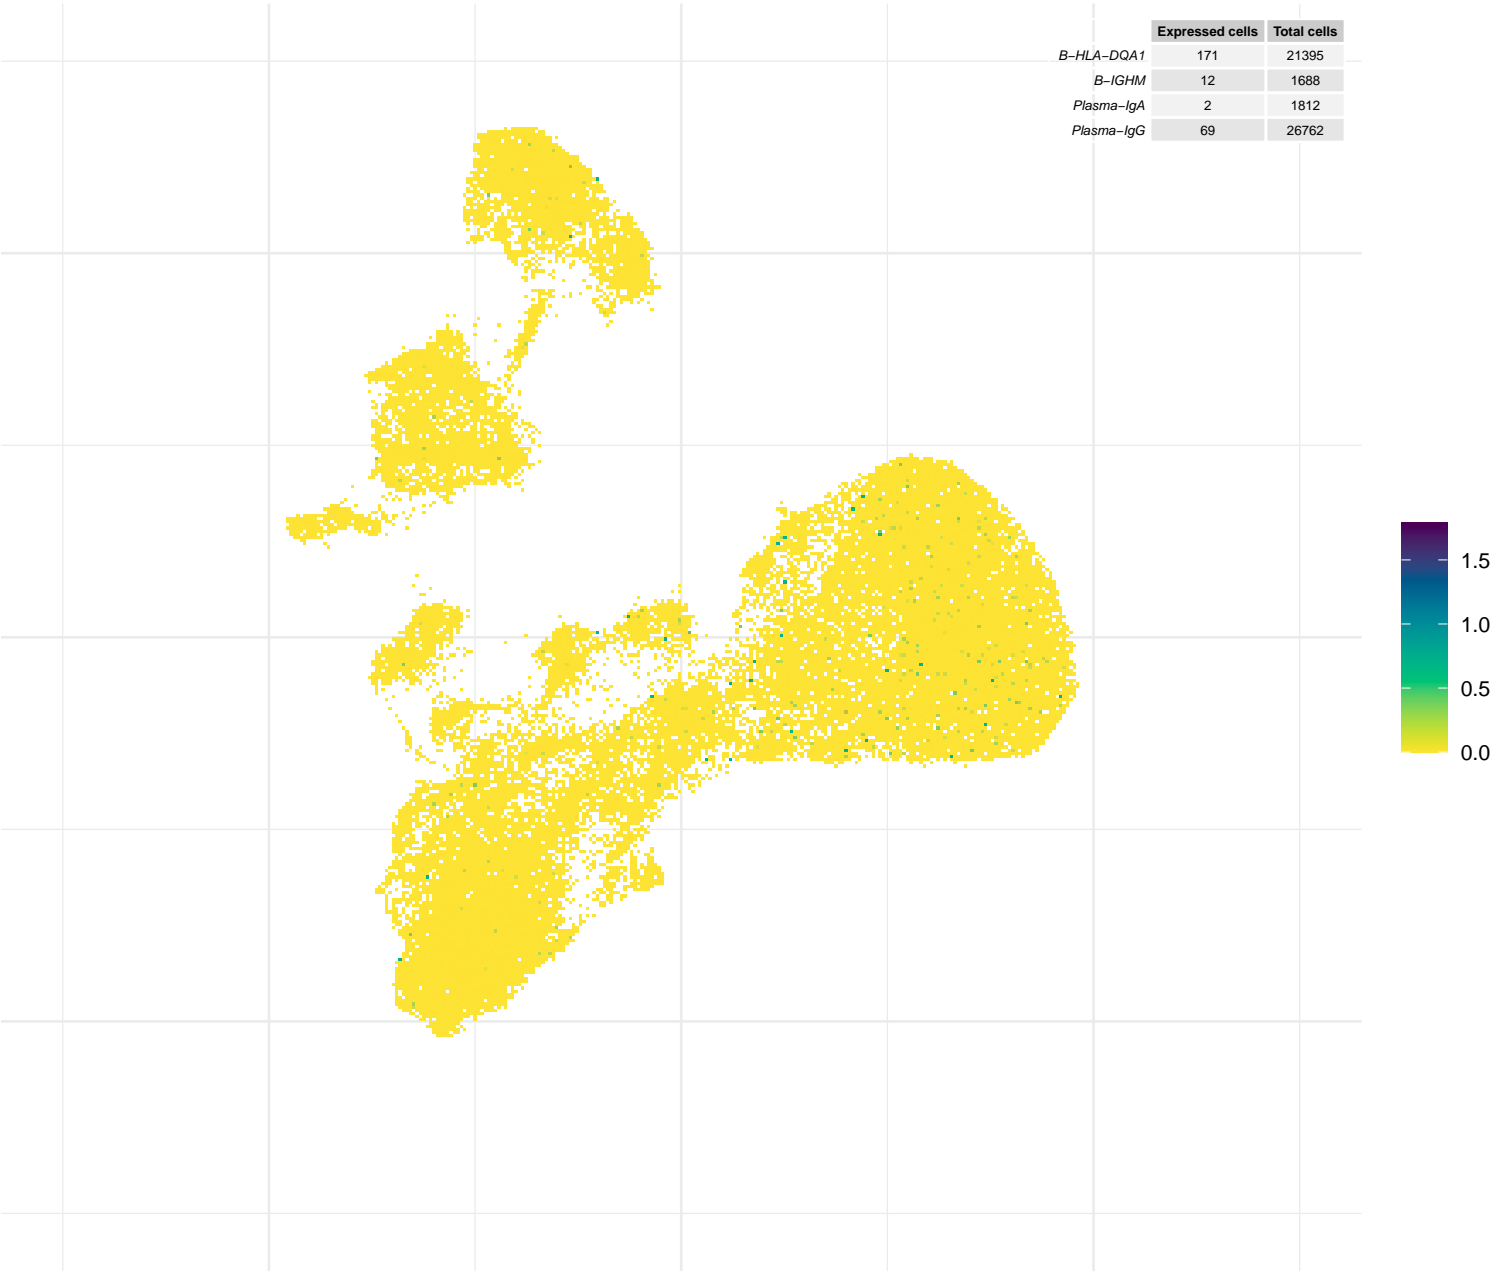 Expressed cells Total cells
B−HLA−DQA1 171 21395
B−IGHM 12 1688
Plasma−IgA 2 1812
Plasma−IgG 69 26762
1.5
1.0
0.5
0.0